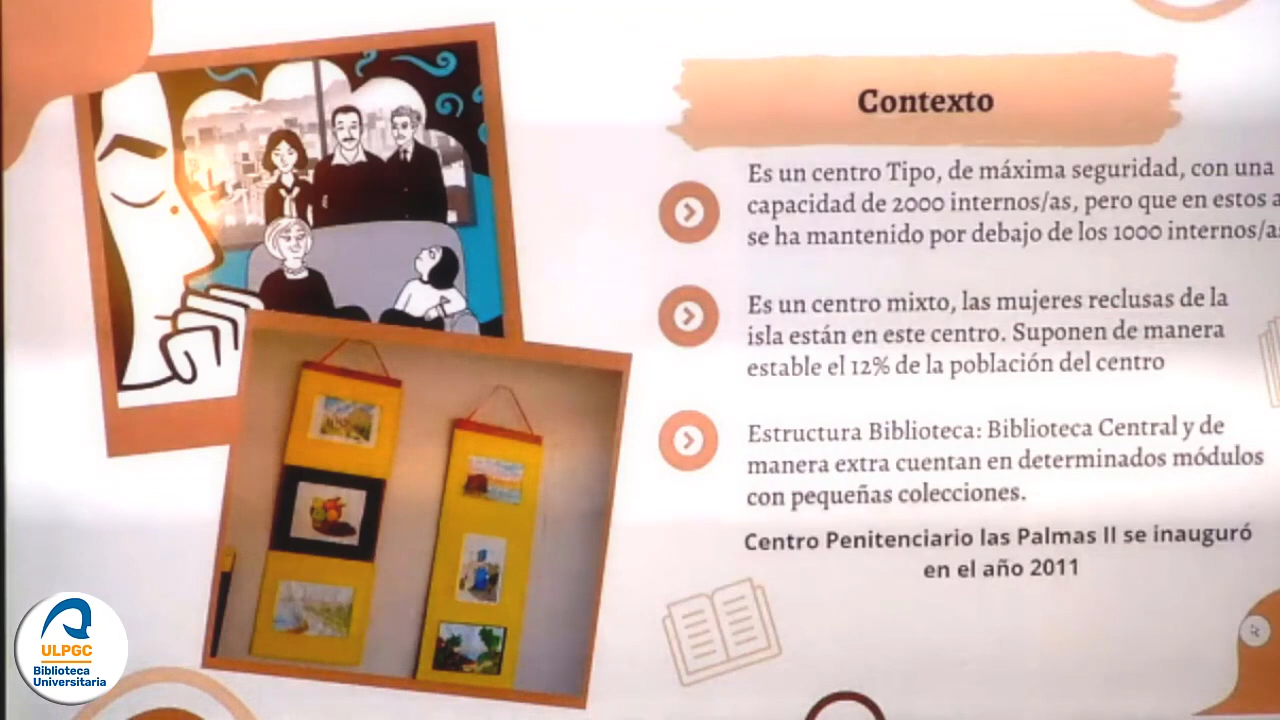 Contexto
Es un centro Tipo, de máxima seguridad, con una
capacidad de 2000 internos/as, pero que en estos a
se ha mantenido por debajo de los 1000 internos/a
Es un centro mixto, las mujeres reclusas de la
isla están en este centro. Suponen de manera
estable el 12% de la población del centro
Estructura Biblioteca: Biblioteca Central y de
manera extra cuentan en determinados módulos
con pequeñas colecciones.
Centro Penitenciario las Palmas II se inauguró
en el año 2011
ULPGC
Biblioteca
Universitaria